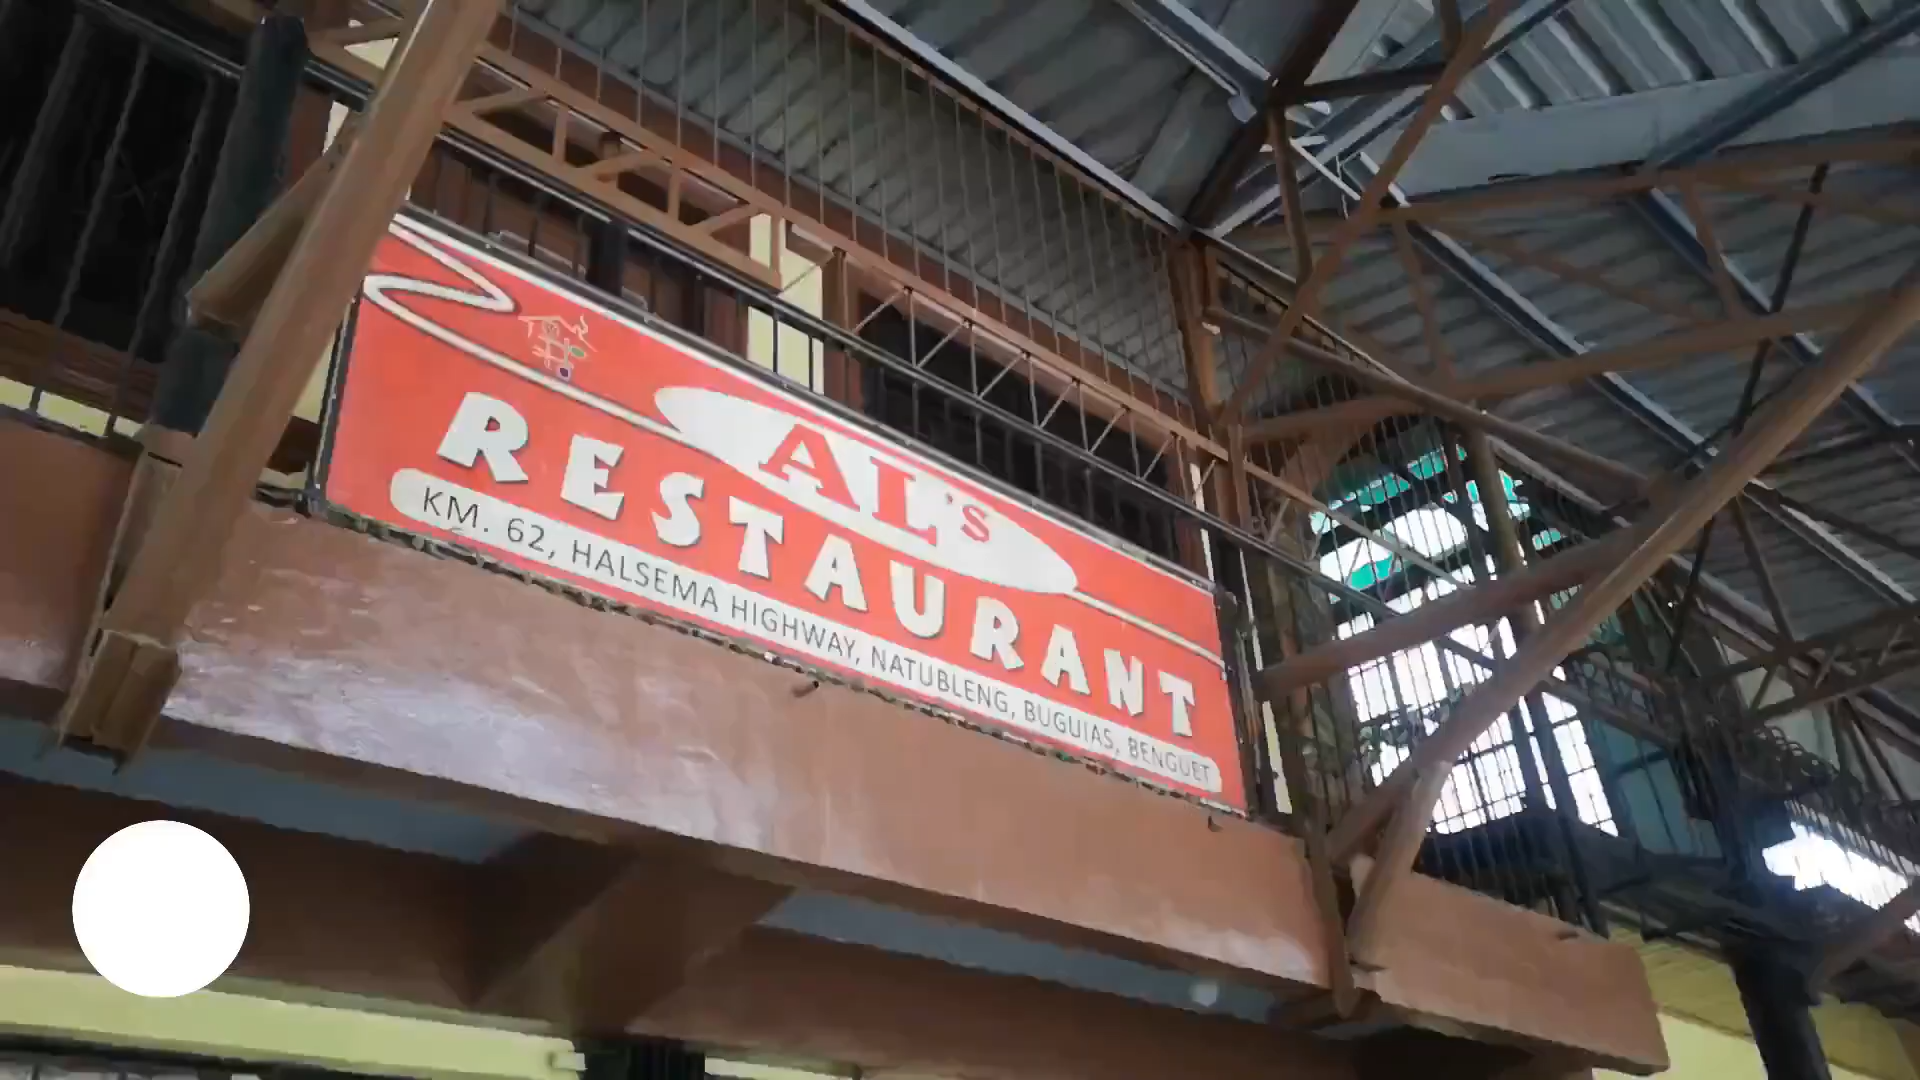 AL'S
RESTAURANT
KM. 62, HALSEMA HIGHWAY, NATUBLENG, BUGUIAS, BENGUET